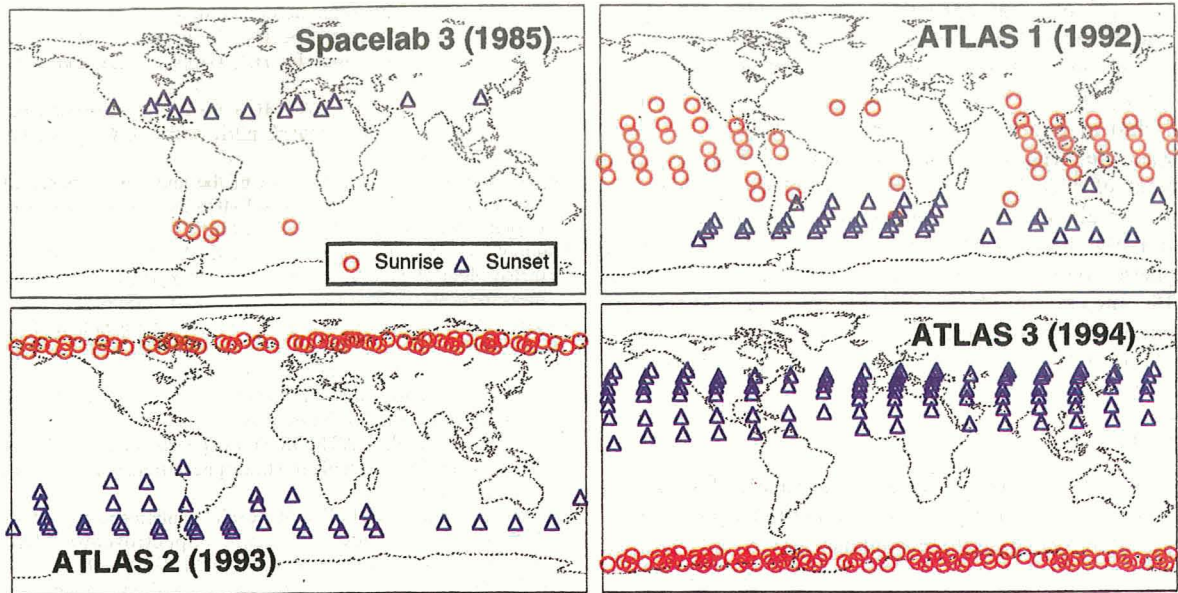 Spacelab 3 (1985)
ATLAS 1 (1992)
Sunrise Sunset
ATLAS 3 (1994)
ATLAS 2 (1993)